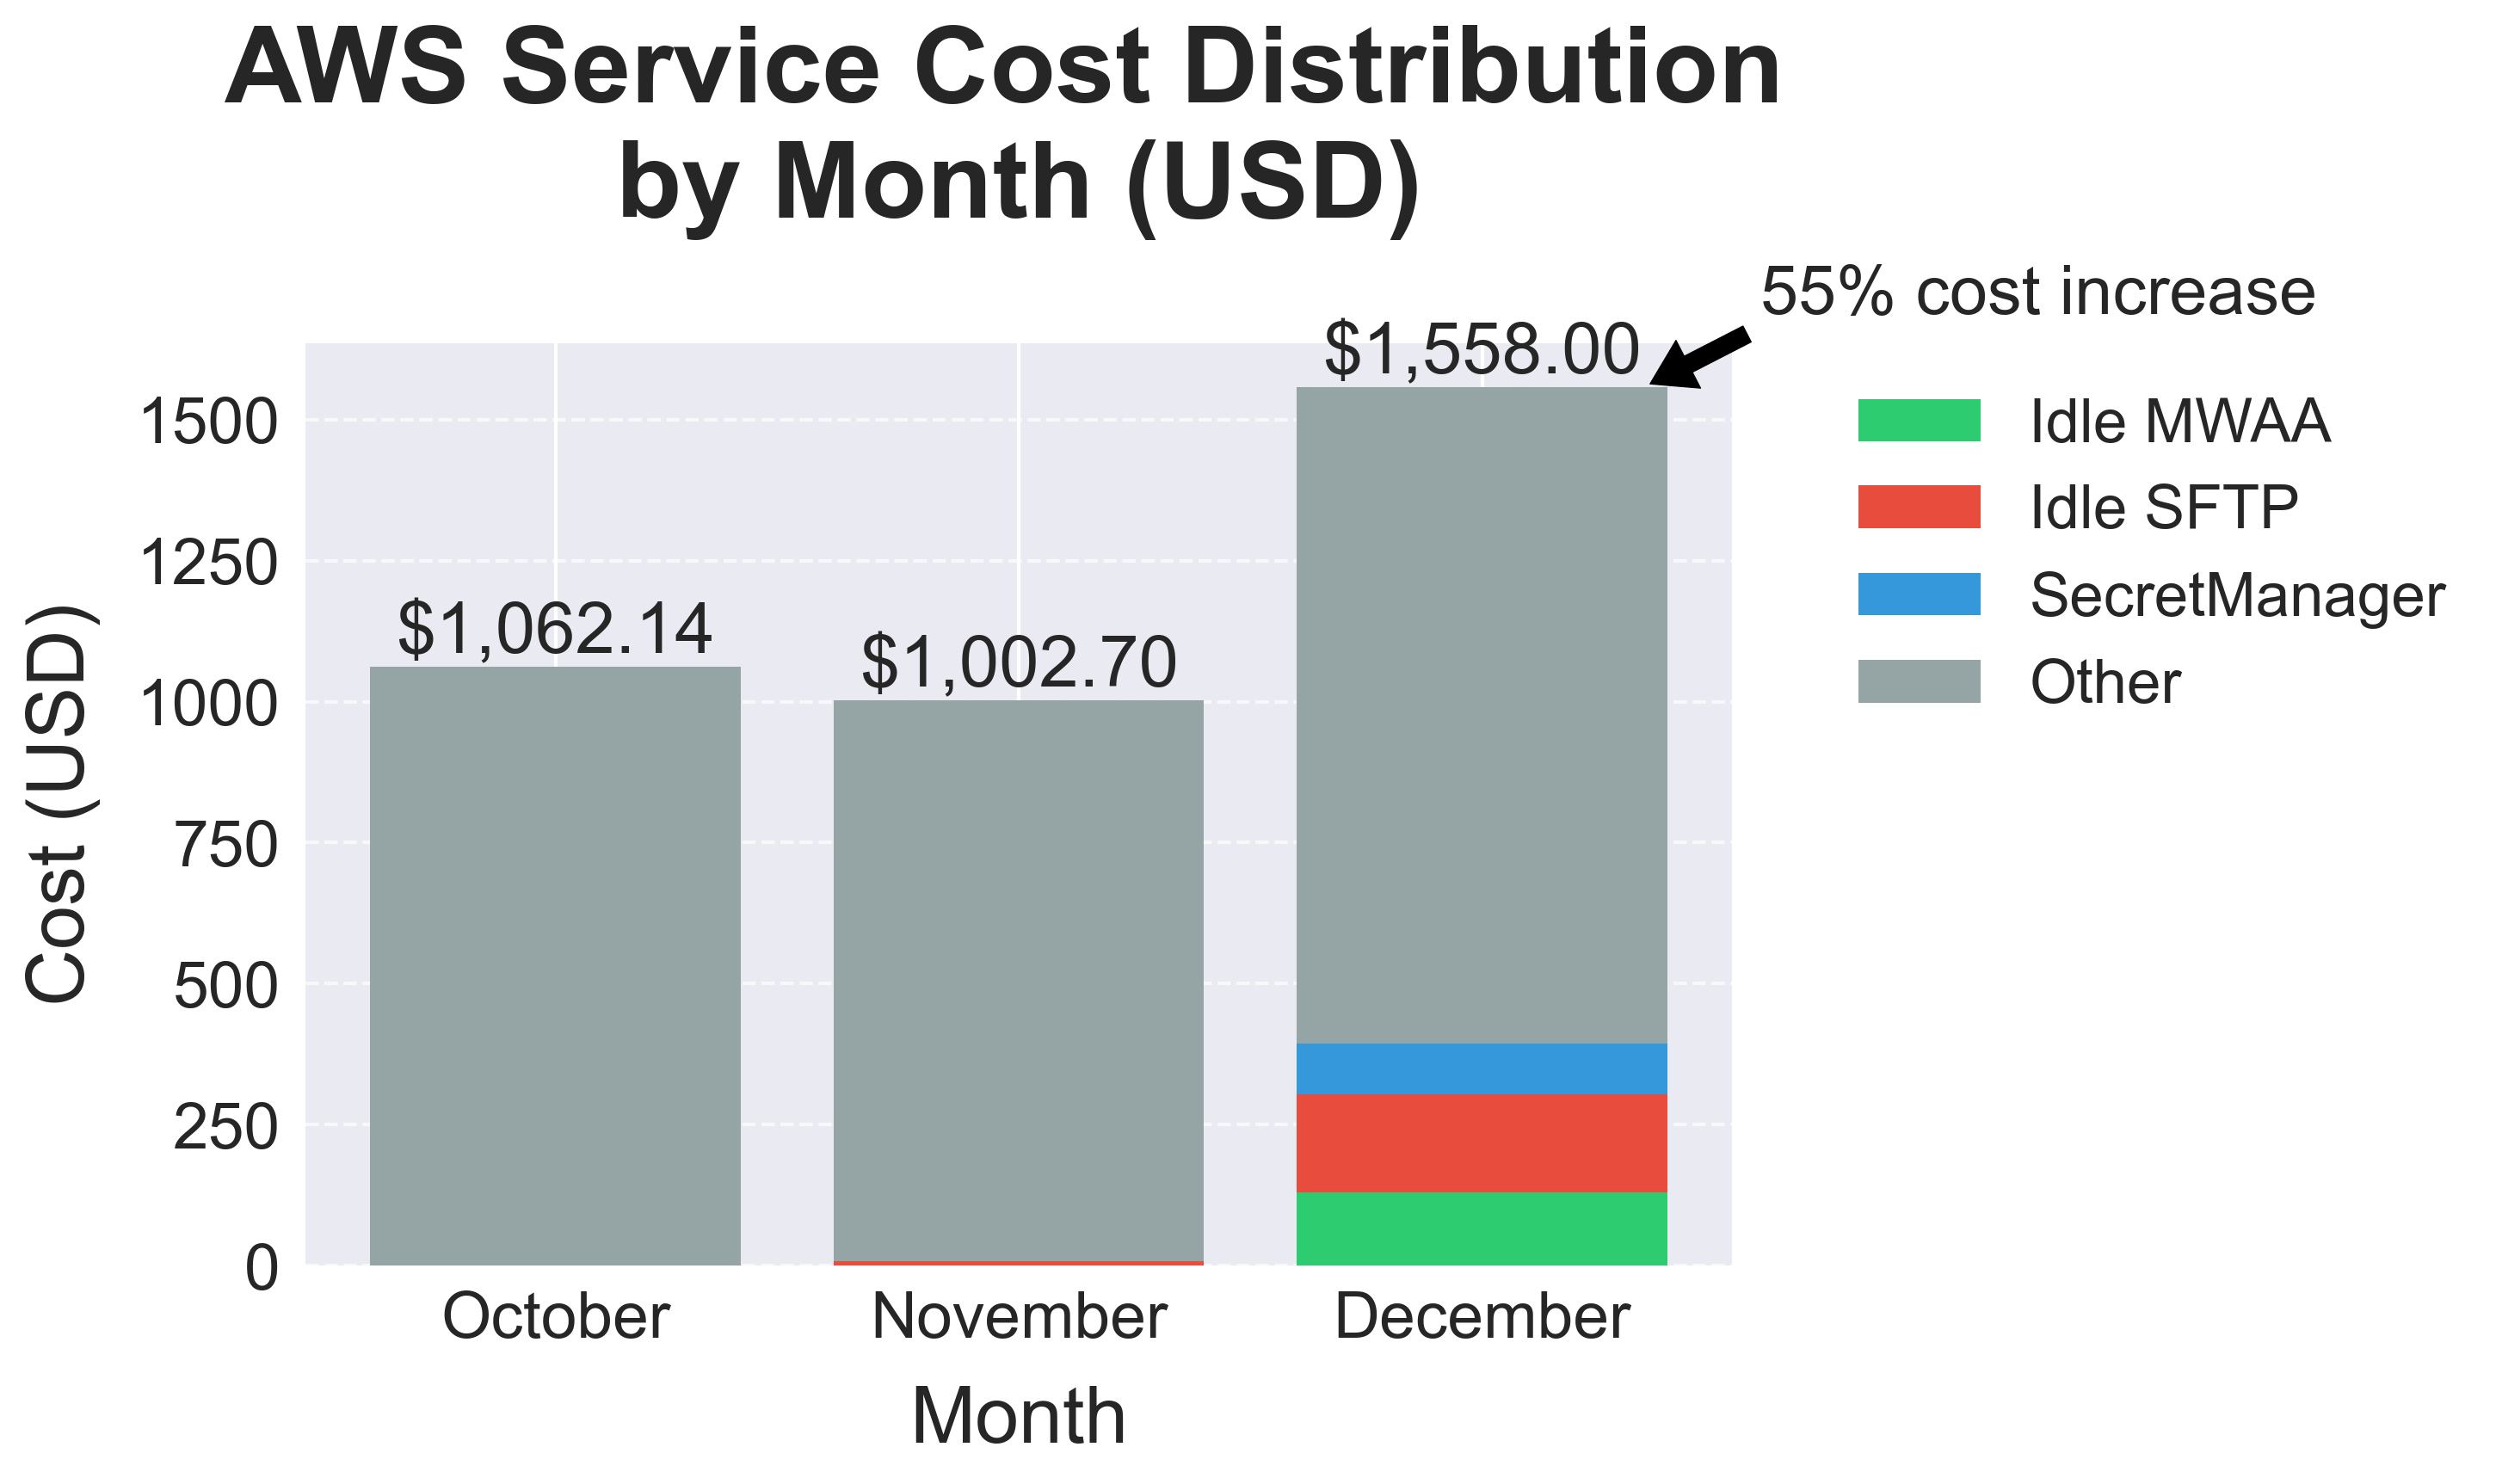 AWS Service Cost Distribution
by Month (USD)
55% cost increase
$1,558.00
$1,062.14
$1,002.70
Idle MWAA
Idle SFTP
SecretManager
Other
Cost (USD)
1500
1250
1000
750
500
250
0
October
November
December
Month